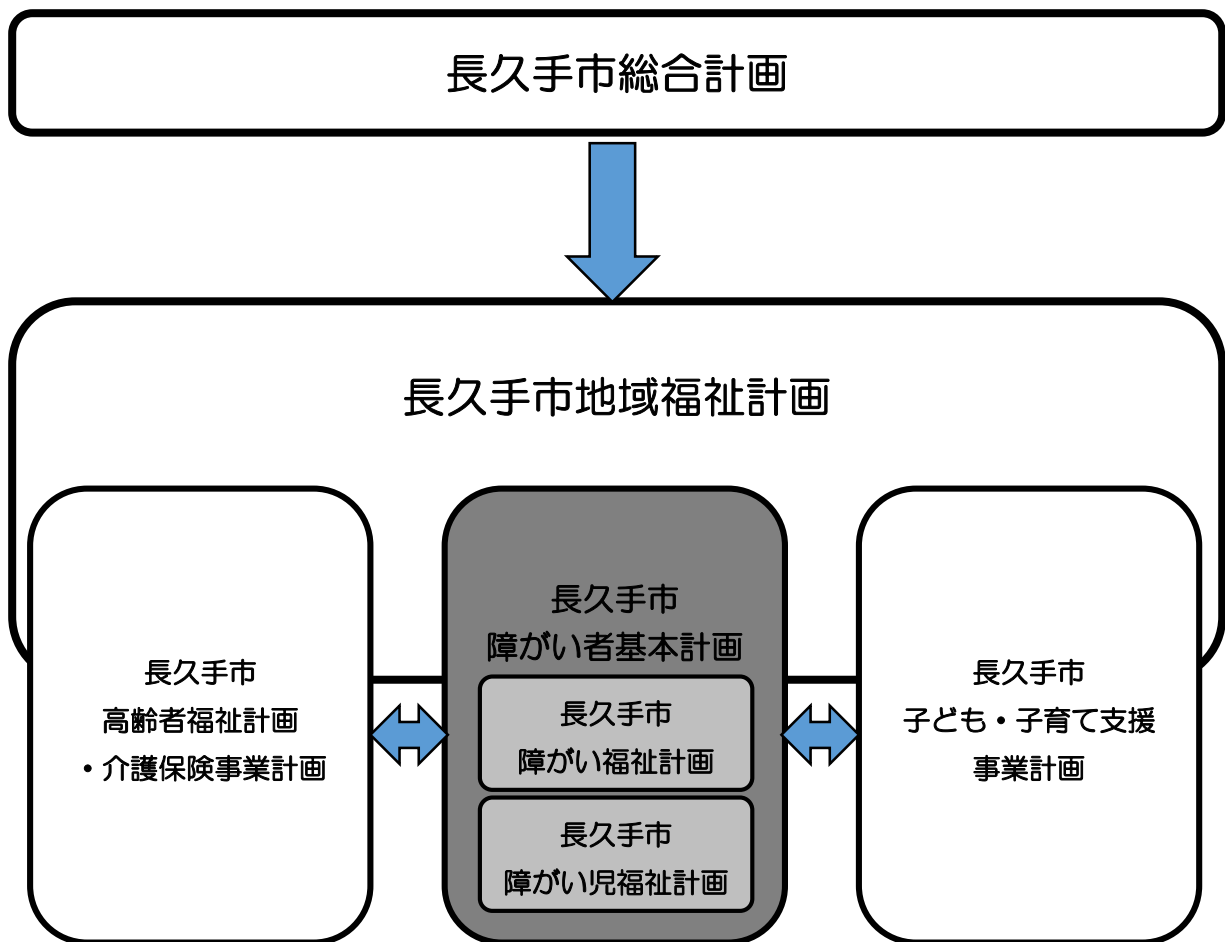 長久手市総合計画
長久手市地域福祉計画
長久手市
高齢者福祉計画
・介護保険事業計画
長久手市
障がい者基本計画
長久手市
障がい福祉計画
長久手市
障がい児福祉計画
長久手市
子ども・子育て支援
事業計画